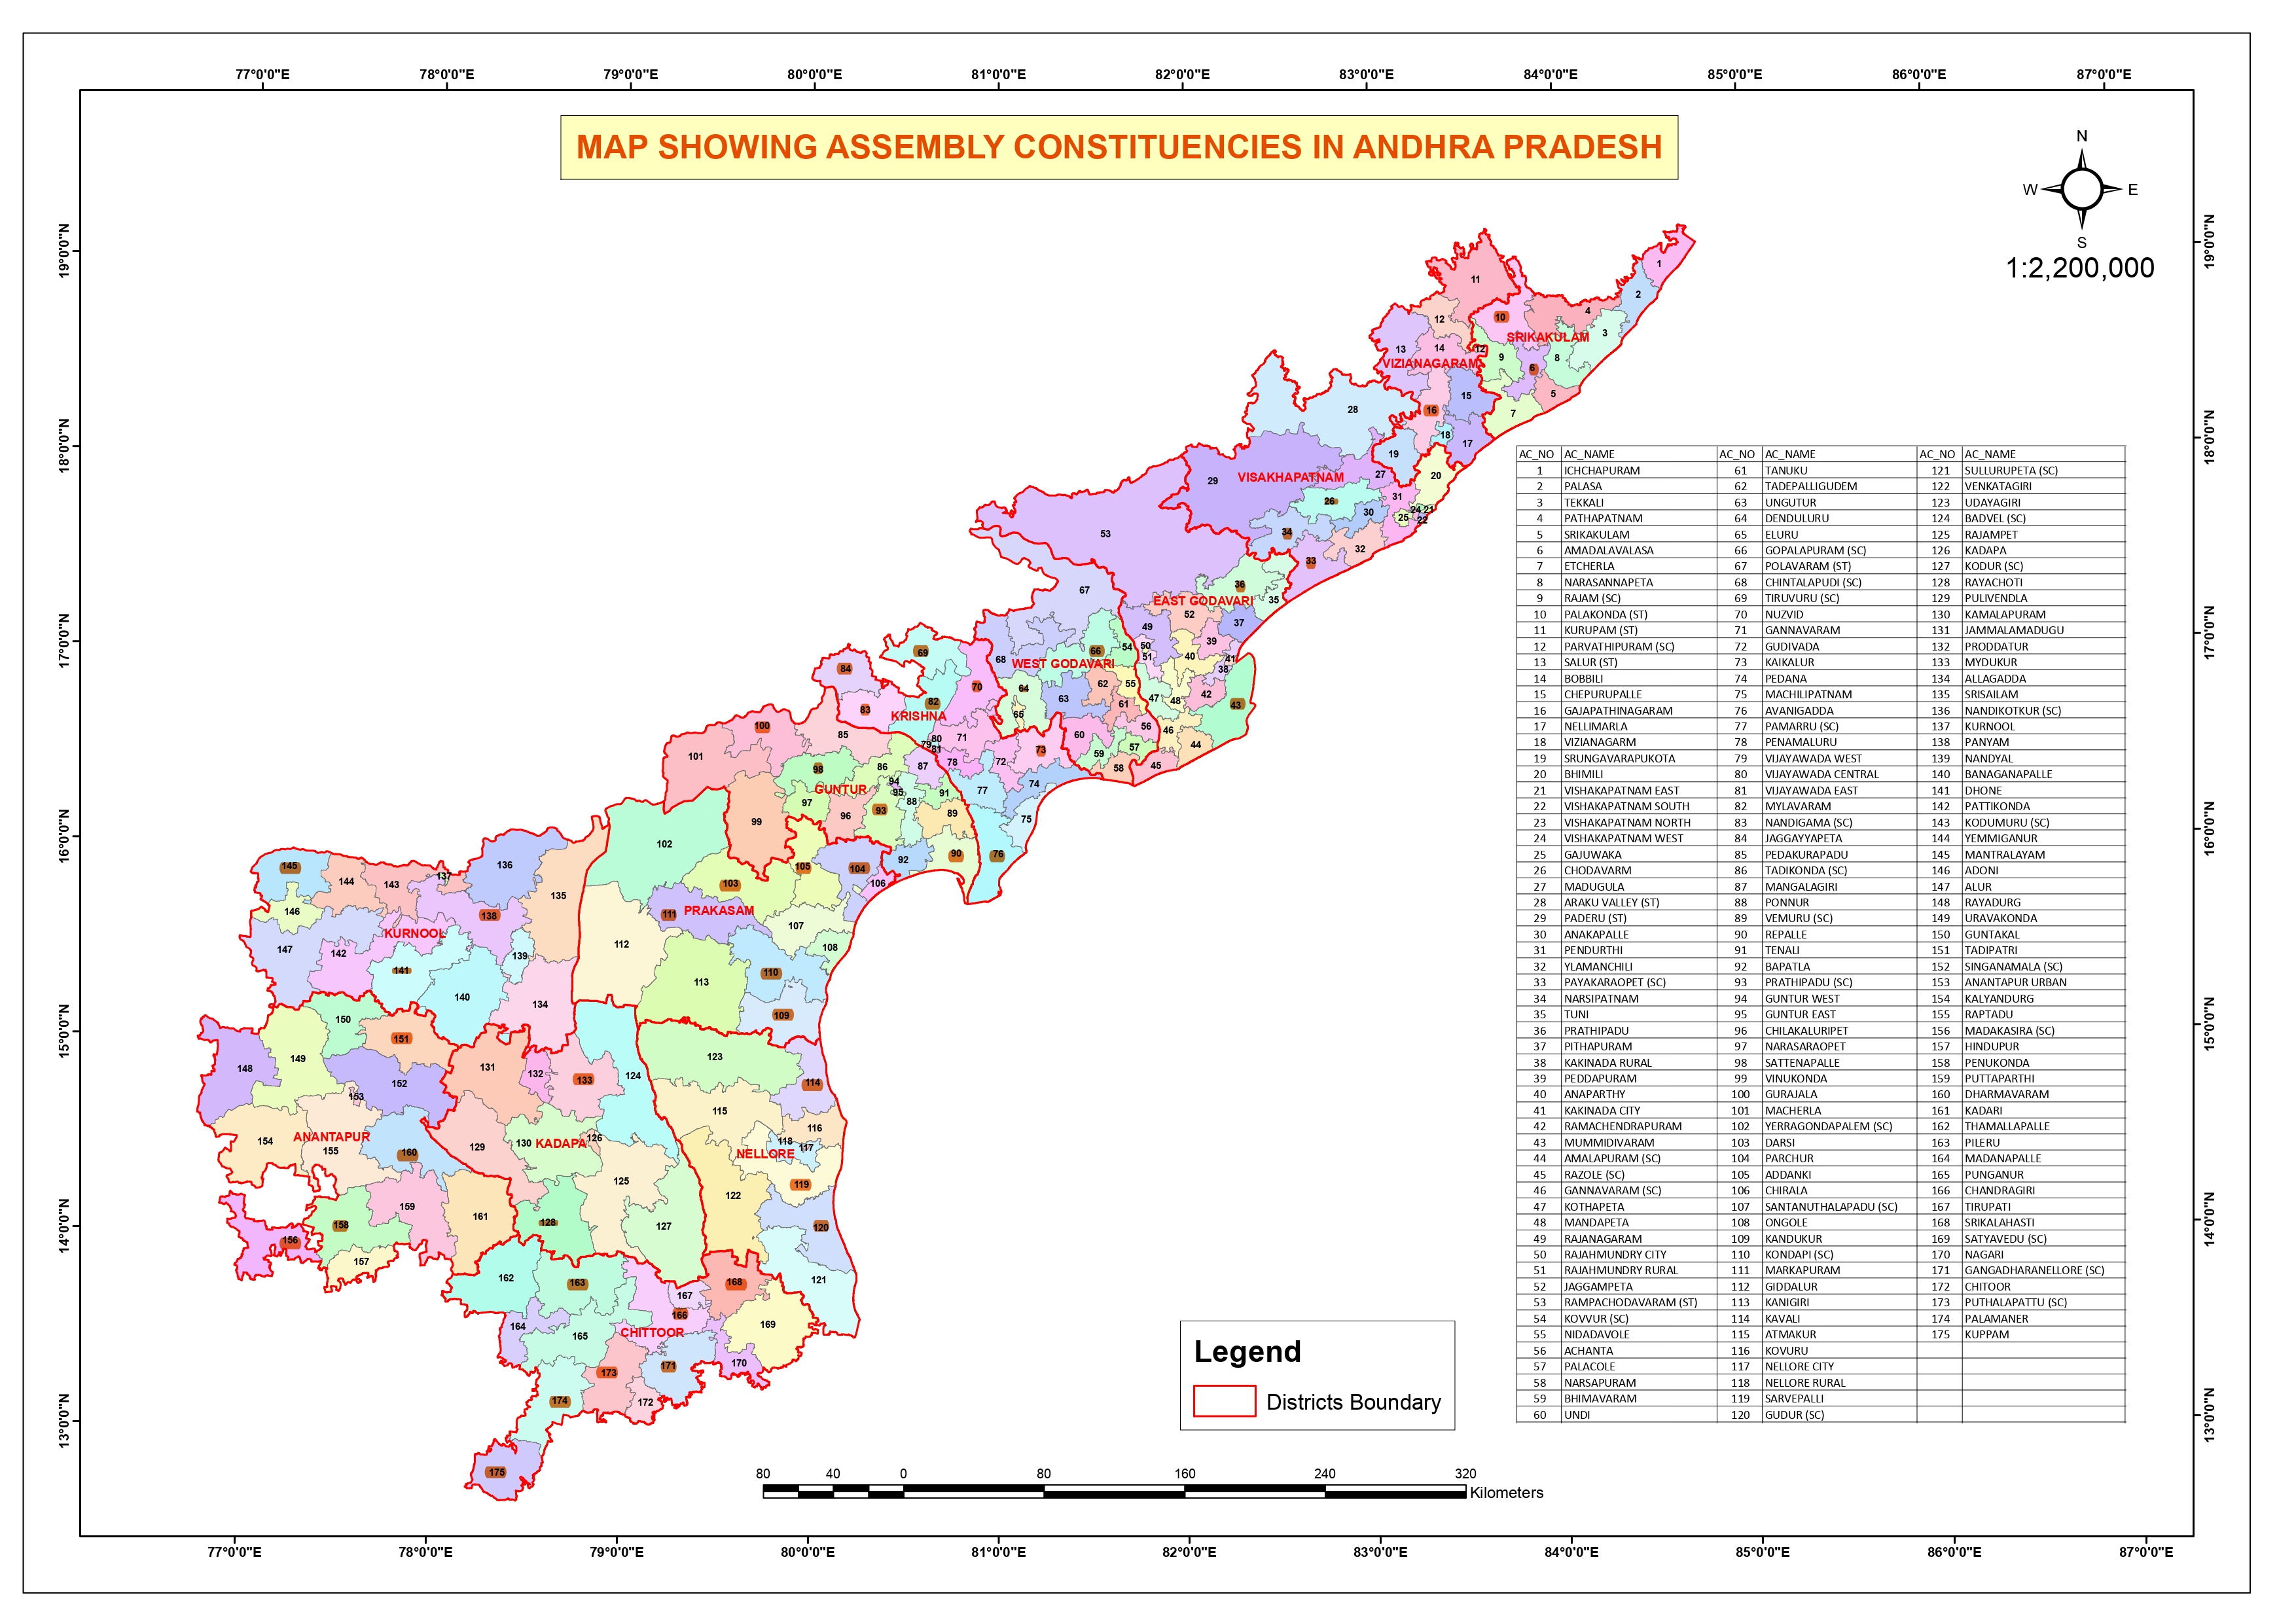 77°0'0"E 78°0'0"E 79°0'0"E 80°0'0"E 81°0'0"E 82°0'0"E 83°0'0"E 84°0'0"E 85°0'0"E 86°0'0"E 87°0'0"E
MAP SHOWING ASSEMBLY CONSTITUENCIES IN ANDHRA PRADESH
N
W E
S
1:2,200,000
19°0'0"N 19°0'0"N
18°0'0"N 18°0'0"N
17°0'0"N 17°0'0"N
16°0'0"N 16°0'0"N
15°0'0"N 15°0'0"N
14°0'0"N 14°0'0"N
13°0'0"N 13°0'0"N
1
11
2
10 4
12 3
SRIKAKULAM
13 14 12 9 8
VIZIANAGARAM
6
15 5
28 16 7
18 17
19
29 VISAKHAPATNAM 27 20
26 31
30 25 24 21
22
53 34 32
33
67 36 35
EAST GODAVARI
52
49 37
69 66 54 50 39
68 WEST GODAVARI 51 40 41
84 38
70 64 62 55 47 48 42
83 82 63 61 43
KRISHNA 65 56 46
100 85 79 80 71 60 57 44
81 73 59
101 98 86 87 78 72 58 45
GUNTUR 94 77 74
97 95 91
96 93 88 89 75
99
102 92 90 76
105 104
145 144 143 137 136 135 103 106
146 138 111 PRAKASAM
KURNOOL 107
147 142 112 108
141 139 110
140 134 113
150 109
151
149 131 123
148 152 132 133 124 114
153
115
154 ANANTAPUR 116
155 160 129 130 KADAPA 126 118 117
NELLORE
125 119
159 161 122
158 128 127 120
156
157
162 163 168 121
167
166
164 165 CHITTOOR 169
173 171 170
174 172
175
AC_NO AC_NAME AC_NO AC_NAME AC_NO AC_NAME
1 ICHCHAPURAM 61 TANUKU 121 SULLURUPETA (SC)
2 PALASA 62 TADEPALLIGUDEM 122 VENKATAGIRI
3 TEKKALI 63 UNGUTUR 123 UDAYAGIRI
4 PATHAPATNAM 64 DENDULURU 124 BADVEL (SC)
5 SRIKAKULAM 65 ELURU 125 RAJAMPET
6 AMADALAVALASA 66 GOPALAPURAM (SC) 126 KADAPA
7 ETCHERLA 67 POLAVARAM (ST) 127 KODUR (SC)
8 NARASANNAPETA 68 CHINTALAPUDI (SC) 128 RAYACHOTI
9 RAJAM (SC) 69 TIRUVURU (SC) 129 PULIVENDLA
10 PALAKONDA (ST) 70 NUZVID 130 KAMALAPURAM
11 KURUPAM (ST) 71 GANNAVARAM 131 JAMMALAMADUGU
12 PARVATHIPURAM (SC) 72 GUDIVADA 132 PRODDATUR
13 SALUR (ST) 73 KAIKALUR 133 MYDUKUR
14 BOBBILI 74 PEDANA 134 ALLAGADDA
15 CHEPURUPALLE 75 MACHILIPATNAM 135 SRISAILAM
16 GAJAPATHINAGARAM 76 AVANIGADDA 136 NANDIKOTKUR (SC)
17 NELLIMARLA 77 PAMARRU (SC) 137 KURNOOL
18 VIZIANAGARM 78 PENAMALURU 138 PANYAM
19 SRUNGAVARAPUKOTA 79 VIJAYAWADA WEST 139 NANDYAL
20 BHIMILI 80 VIJAYAWADA CENTRAL 140 BANAGANAPALLE
21 VISHAKAPATNAM EAST 81 VIJAYAWADA EAST 141 DHONE
22 VISHAKAPATNAM SOUTH 82 MYLAVARAM 142 PATTIKONDA
23 VISHAKAPATNAM NORTH 83 NANDIGAMA (SC) 143 KODUMURU (SC)
24 VISHAKAPATNAM WEST 84 JAGGAYYAPETA 144 YEMMIGANUR
25 GAJUWAKA 85 PEDAKURAPADU 145 MANTRALAYAM
26 CHODAVARM 86 TADIKONDA (SC) 146 ADONI
27 MADUGULA 87 MANGALAGIRI 147 ALUR
28 ARAKU VALLEY (ST) 88 PONNUR 148 RAYADURG
29 PADERU (ST) 89 VEMURU (SC) 149 URAVAKONDA
30 ANAKAPALLE 90 REPALLE 150 GUNTAKAL
31 PENDURTHI 91 TENALI 151 TADIPATRI
32 YLAMANCHILI 92 BAPATLA 152 SINGANAMALA (SC)
33 PAYAKARAOPET (SC) 93 PRATHIPADU (SC) 153 ANANTAPUR URBAN
34 NARSIPATNAM 94 GUNTUR WEST 154 KALYANDURG
35 TUNI 95 GUNTUR EAST 155 RAPTADU
36 PRATHIPADU 96 CHILAKALURIPET 156 MADAKASIRA (SC)
37 PITHAPURAM 97 NARASARAOPET 157 HINDUPUR
38 KAKINADA RURAL 98 SATTENAPALLE 158 PENUKONDA
39 PEDDAPURAM 99 VINUKONDA 159 PUTTAPARTHI
40 ANAPARTHY 100 GURAJALA 160 DHARMAVARAM
41 KAKINADA CITY 101 MACHERLA 161 KADARI
42 RAMACHENDRAPURAM 102 YERRAGONDAPALEM (SC) 162 THAMALLAPALLE
43 MUMMIDIVARAM 103 DARSI 163 PILERU
44 AMALAPURAM (SC) 104 PARCHUR 164 MADANAPALLE
45 RAZOLE (SC) 105 ADDANKI 165 PUNGANUR
46 GANNAVARAM (SC) 106 CHIRALA 166 CHANDRAGIRI
47 KOTHAPETA 107 SANTANUTHALAPADU (SC) 167 TIRUPATI
48 MANDAPETA 108 ONGOLE 168 SRIKALAHASTI
49 RAJANAGARAM 109 KANDUKUR 169 SATYAVEDU (SC)
50 RAJAHMUNDRY CITY 110 KONDAPI (SC) 170 NAGARI
51 RAJAHMUNDRY RURAL 111 MARKAPURAM 171 GANGADHARANELLORE (SC)
52 JAGGAMPETA 112 GIDDALUR 172 CHITOOR
53 RAMPACHODAVARAM (ST) 113 KANIGIRI 173 PUTHALAPATTU (SC)
54 KOVVUR (SC) 114 KAVALI 174 PALAMANER
55 NIDADAVOLE 115 ATMAKUR 175 KUPPAM
56 ACHANTA 116 KOVURU
57 PALACOLE 117 NELLORE CITY
58 NARSAPURAM 118 NELLORE RURAL
59 BHIMAVARAM 119 SARVEPALLI
60 UNDI 120 GUDUR (SC)
Legend
Districts Boundary
80 40 0 80 160 240 320
Kilometers
77°0'0"E 78°0'0"E 79°0'0"E 80°0'0"E 81°0'0"E 82°0'0"E 83°0'0"E 84°0'0"E 85°0'0"E 86°0'0"E 87°0'0"E